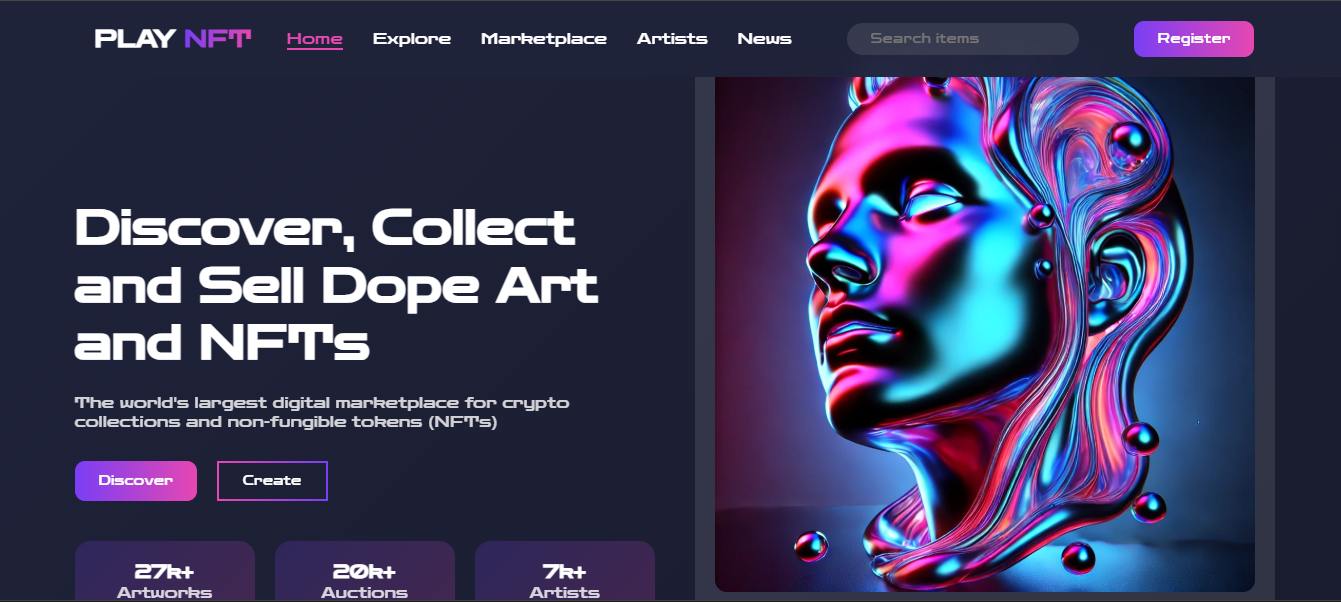 PLAY NFT
Home Explore Marketplace Artists News
Search items
Register
Discover, Collect
and Sell Dope Art
and NFTs
The world's largest digital marketplace for crypto
collections and non-fungible tokens (NFTs)
Discover
Create
27k+
Artworks
20k+
Auctions
7k+
Artists